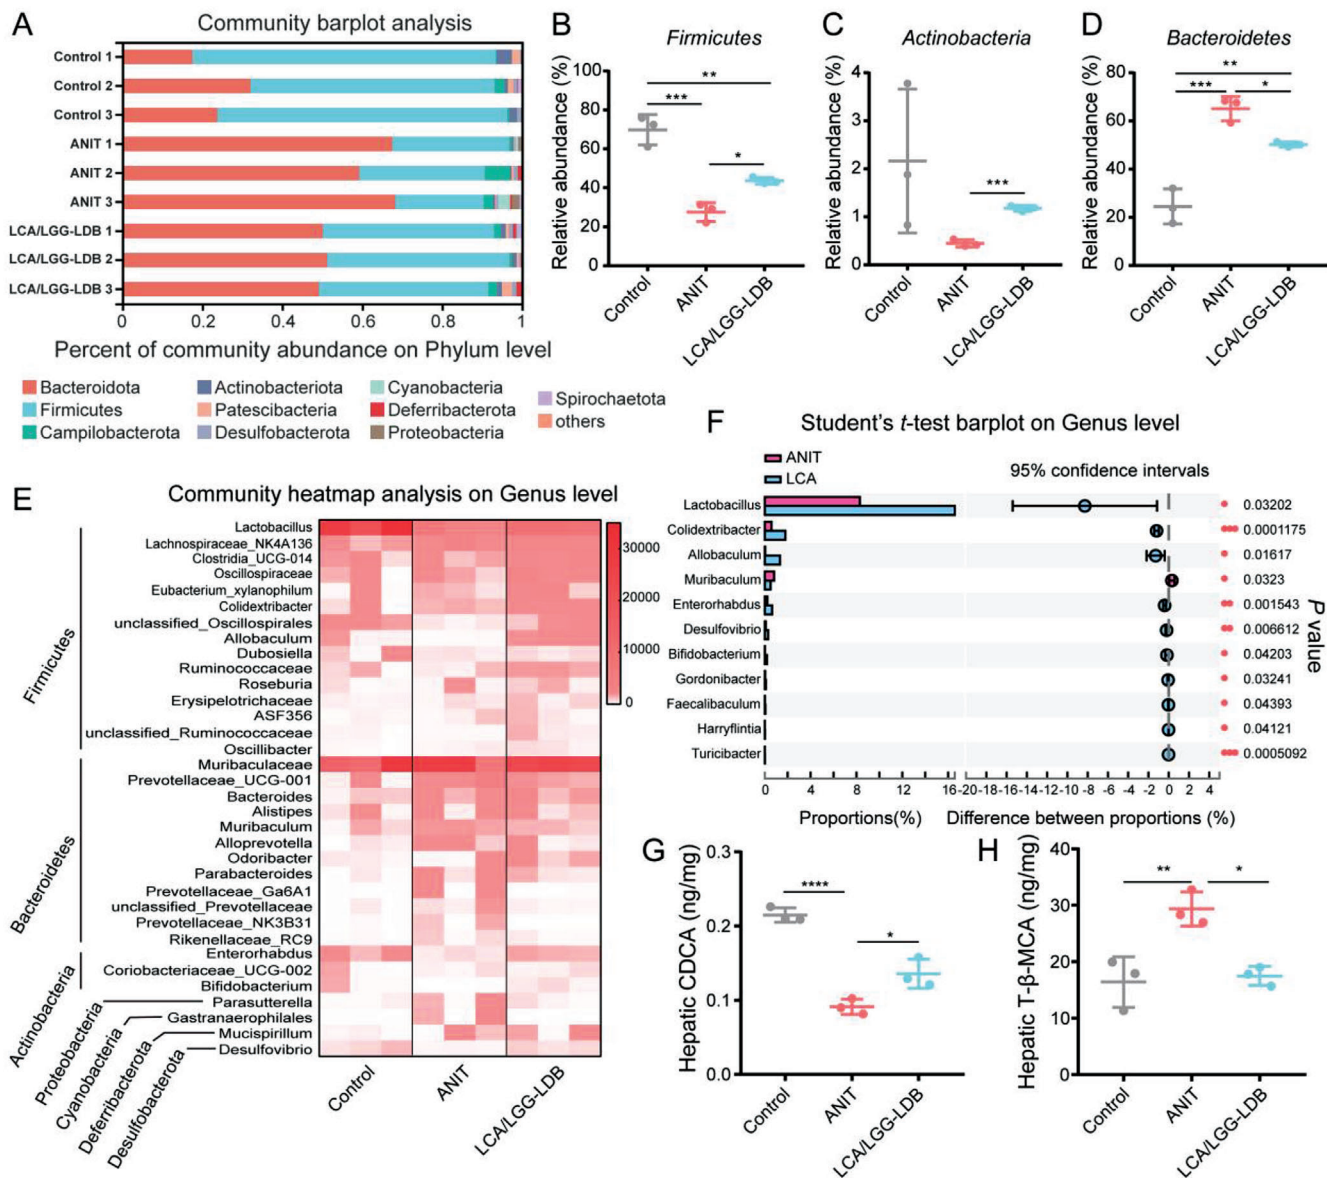 A
Community barplot analysis
Control 1
Control 2
Control 3
ANIT 1
ANIT 2
ANIT 3
LCA/LGG-LDB 1
LCA/LGG-LDB 2
LCA/LGG-LDB 3
0 0.2 0.4 0.6 0.8 1
Percent of community abundance on Phylum level
Bacteroidota Actinobacteriota Cyanobacteria Spirochaetota
Firmicutes Patescibacteria Deferribacterota others
Campilobacterota Desulfobacterota Proteobacteria
B
Firmicutes
Relative abundance (%)
100
80
60
40
20
0
**
***
*
Control ANIT LCA/LGG-LDB
C
Actinobacteria
Relative abundance (%)
4
3
2
1
0
***
Control ANIT LCA/LGG-LDB
D
Bacteroidetes
Relative abundance (%)
80
60
40
20
0
**
*** *
Control ANIT LCA/LGG-LDB
E
Community heatmap analysis on Genus level
Firmicutes
Lactobacillus
Lachnospiraceae_NK4A136
Clostridia_UCG-014
Oscillospiraceae
Eubacterium_xylanophilum
Colidextribacter
unclassified_Oscillospirales
Allobaculum
Dubosiella
Ruminococcaceae
Roseburia
Erysipelotrichaceae
ASF356
unclassified_Ruminococcaceae
Oscillibacter
Bacteroidetes
Muribaculaceae
Prevotellaceae_UCG-001
Bacteroides
Alistipes
Muribaculum
Alloprevotella
Odoribacter
Parabacteroides
Prevotellaceae_Ga6A1
unclassified_Prevotellaceae
Prevotellaceae_NK3B31
Rikenellaceae_RC9
Actinobacteria
Enterorhabdus
Coriobacteriaceae_UCG-002
Bifidobacterium
Proteobacteria
Parasutterella
Cyanobacteria
Gastranaerophilales
Deferribacterota
Mucispirillum
Desulfobacterota
Desulfovibrio
Control ANIT LCA/LGG-LDB
30000
20000
10000
0
F
Student's t-test barplot on Genus level
ANIT
LCA
95% confidence intervals
Lactobacillus 0.03202
Colidextribacter 0.0001175
Allobaculum 0.01617
Muribaculum 0.0323
Enterorhabdus 0.001543
Desulfovibrio 0.006612
Bifidobacterium 0.04203
Gordonibacter 0.03241
Faecalibaculum 0.04393
Harryflintia 0.04121
Turicibacter 0.0005092
P value
0 4 8 12 16 -20 -18 -16 -14 -12 -10 -8 -6 -4 -2 0 2 4
Proportions(%) Difference between proportions (%)
G
Hepatic CDCA (ng/mg)
0.3
0.2
0.1
0.0
****
*
Control ANIT LCA/LGG-LDB
H
Hepatic T-β-MCA (ng/mg)
40
30
20
10
0
** *
Control ANIT LCA/LGG-LDB